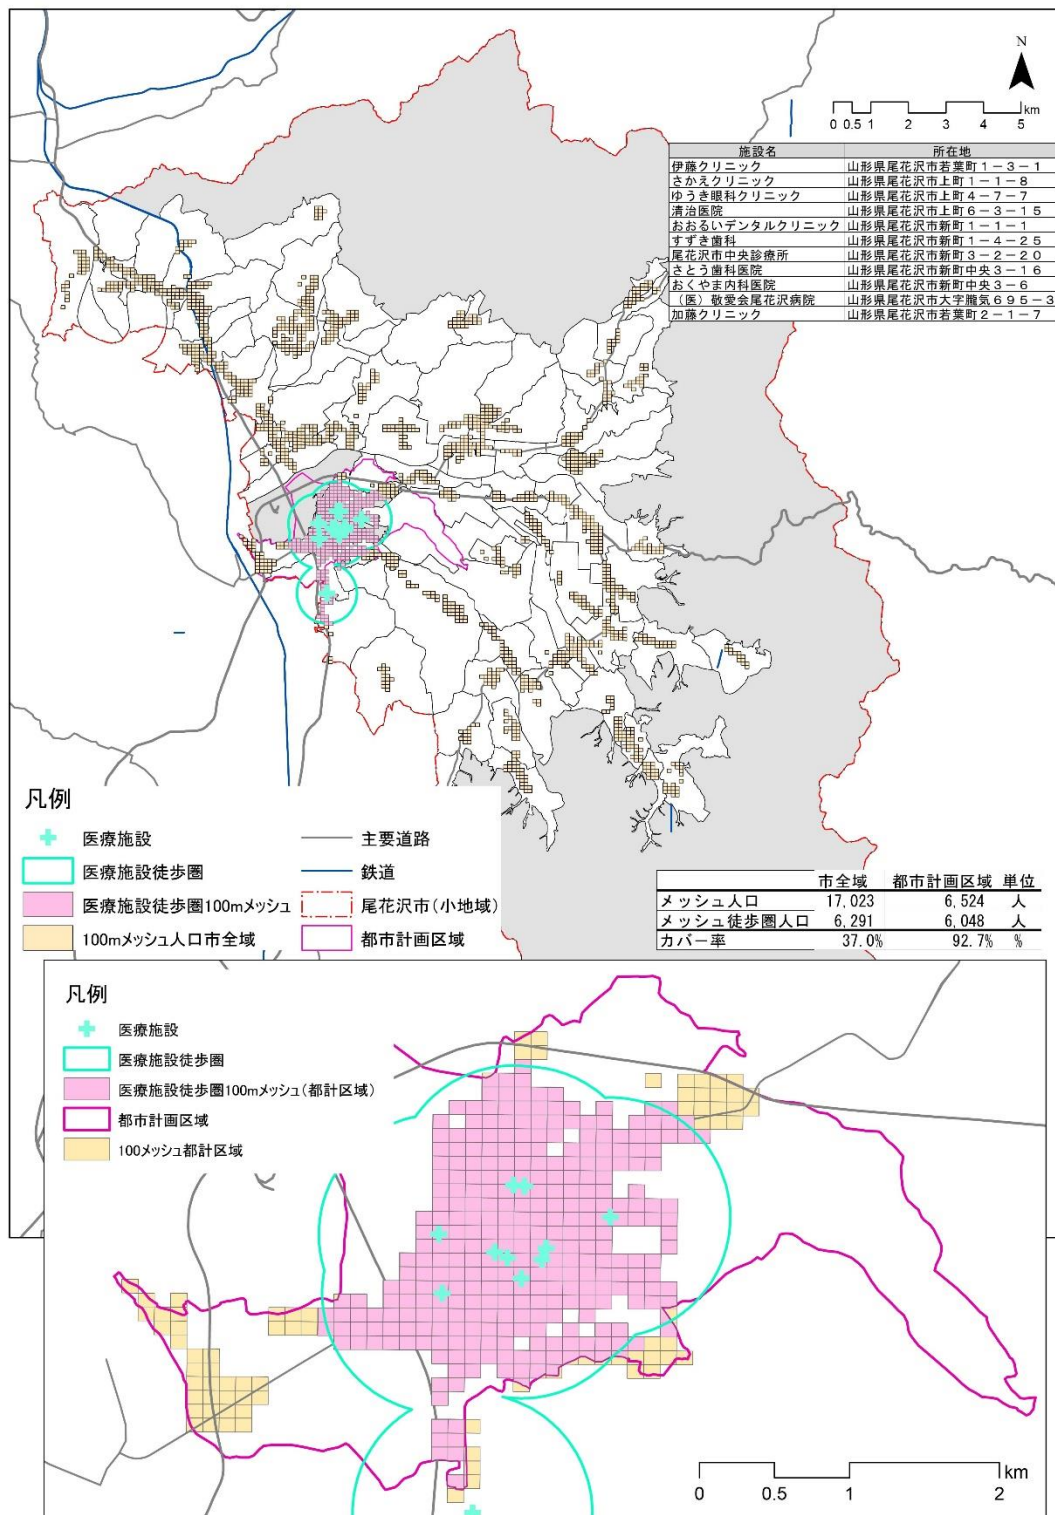 N
km
0 0.5 1 2 3 4 5
施設名 所在地
伊藤クリニック 山形県尾花沢市若葉町1-3-1
さかえクリニック 山形県尾花沢市上町1-1-8
ゆうき眼科クリニック 山形県尾花沢市上町4-7-7
清治医院 山形県尾花沢市上町6-3-15
おおるいデンタルクリニック 山形県尾花沢市新町1-1-1
すずき歯科 山形県尾花沢市新町1-4-25
尾花沢市中央診療所 山形県尾花沢市新町3-2-20
さとう歯科医院 山形県尾花沢市新町中央3-16
おくやま内科医院 山形県尾花沢市新町中央3-6
(医)敬愛会尾花沢病院 山形県尾花沢市大字朧気695-3
加藤クリニック 山形県尾花沢市若葉町2-1-7
凡例
医療施設 主要道路
医療施設徒歩圏 鉄道
医療施設徒歩圏100mメッシュ 尾花沢市(小地域)
100mメッシュ人口市全域 都市計画区域
市全域 都市計画区域 単位
メッシュ人口 17,023 6,524 人
メッシュ徒歩圏人口 6,291 6,048 人
カバー率 37.0% 92.7% %
凡例
医療施設
医療施設徒歩圏
医療施設徒歩圏100mメッシュ(都計区域)
都市計画区域
100メッシュ都計区域
km
0 0.5 1 2